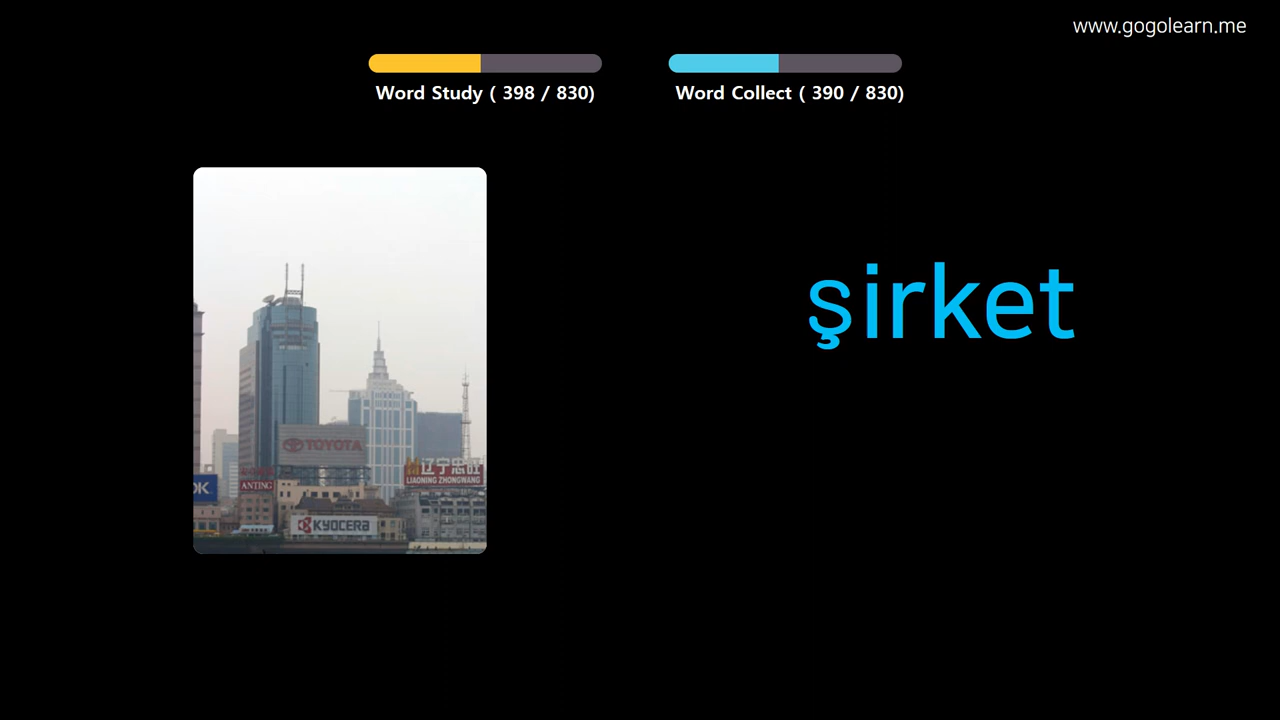 www.gogolearn.me
Word Study ( 398 / 830)
Word Collect ( 390 / 830)
şirket
TOYOTA
ANTING
辽宁忠旺
LIAONING ZHONGWANG
KYOCERA